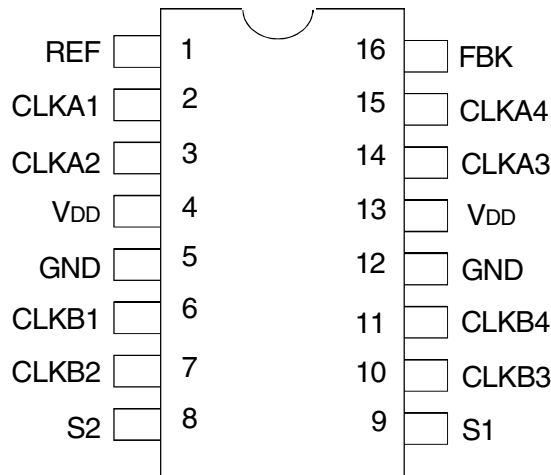 REF 1 16 FBK
CLKA1 2 15 CLKA4
CLKA2 3 14 CLKA3
VDD 4 13 VDD
GND 5 12 GND
CLKB1 6 11 CLKB4
CLKB2 7 10 CLKB3
S2 8 9 S1